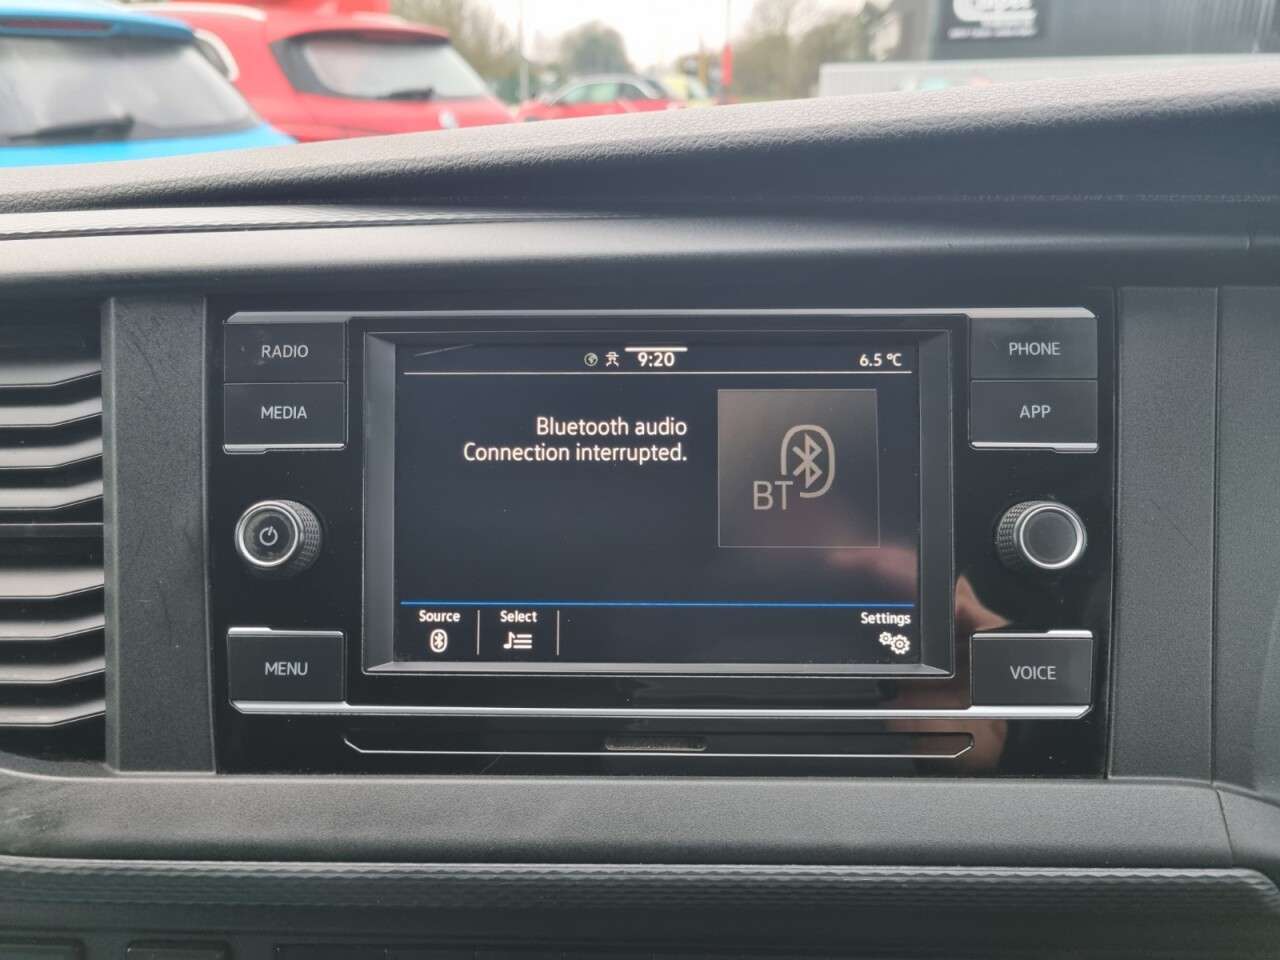 RADIO
MEDIA
MENU
9:20
6.5 °C
Bluetooth audio
Connection interrupted.
BT
Source
Select
Settings
PHONE
APP
VOICE